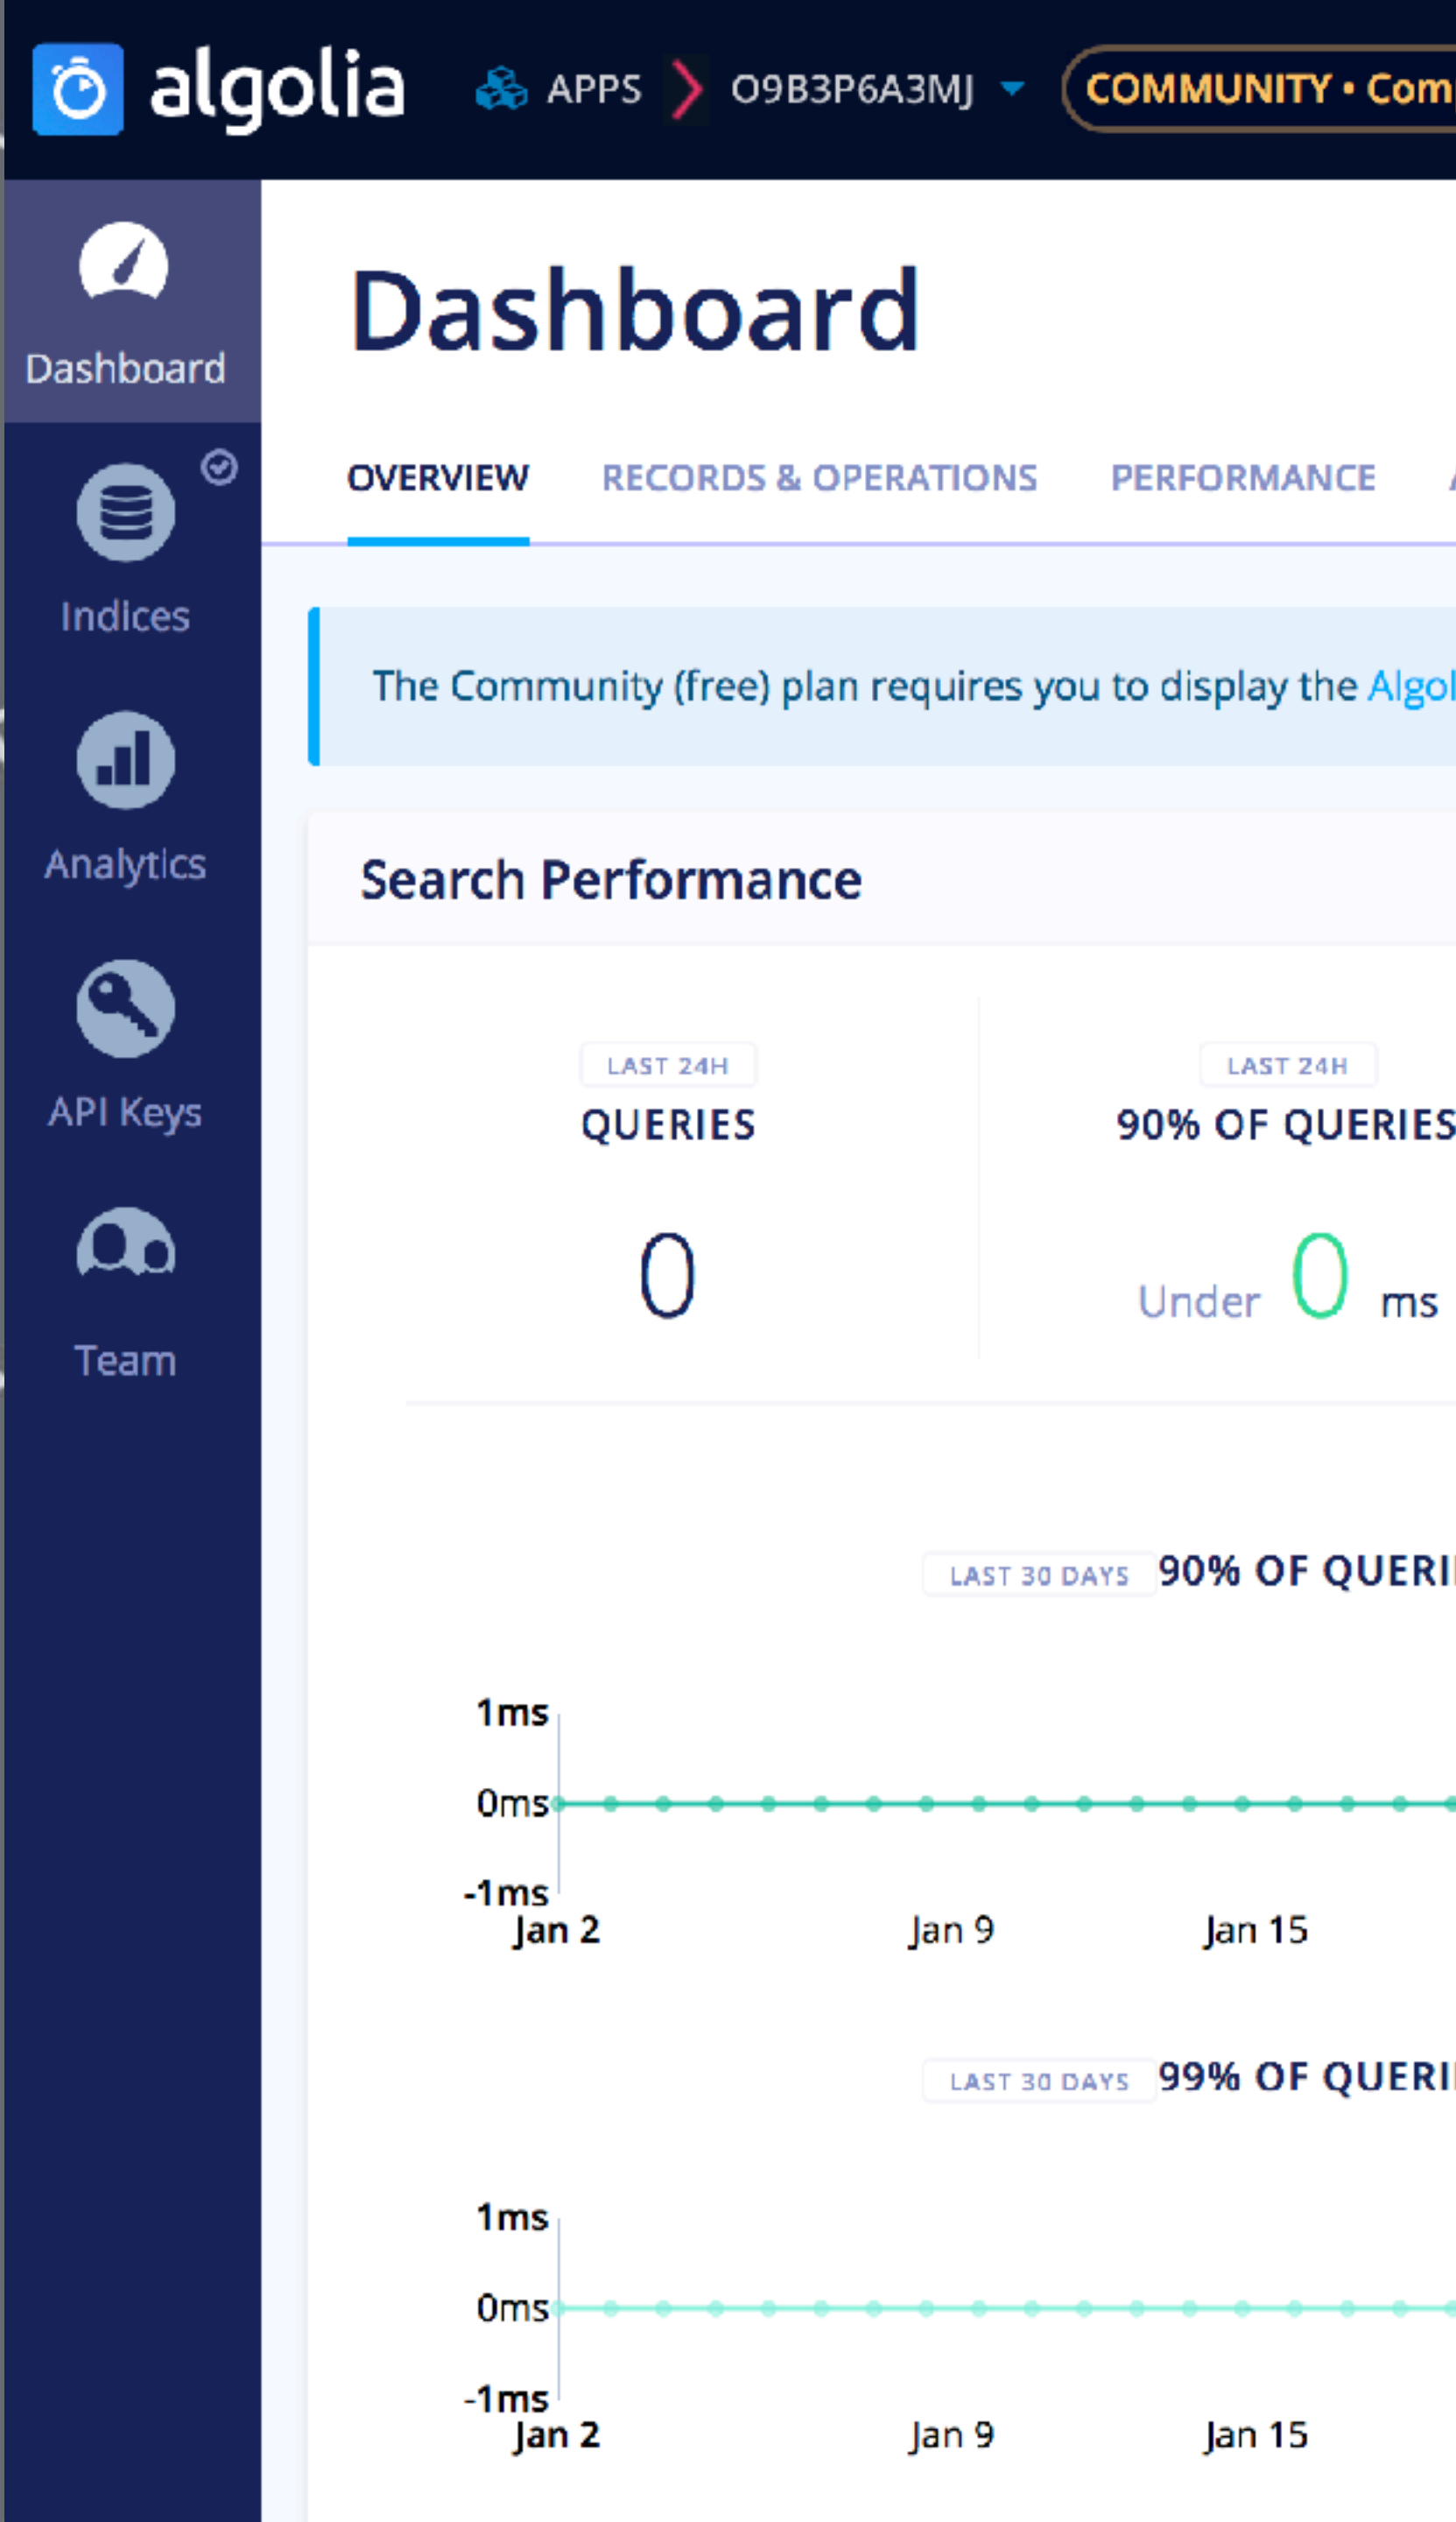 algolia APPS O9B3P6A3MJ COMMUNITY • Com
Dashboard
Indices
Analytics
API Keys
Team
Dashboard
OVERVIEW RECORDS & OPERATIONS PERFORMANCE
The Community (free) plan requires you to display the Algol
Search Performance
LAST 24H
QUERIES
0
LAST 24H
90% OF QUERIES
Under 0 ms
LAST 30 DAYS 90% OF QUERI
1ms
0ms
-1ms
Jan 2 Jan 9 Jan 15
LAST 30 DAYS 99% OF QUERI
1ms
0ms
-1ms
Jan 2 Jan 9 Jan 15